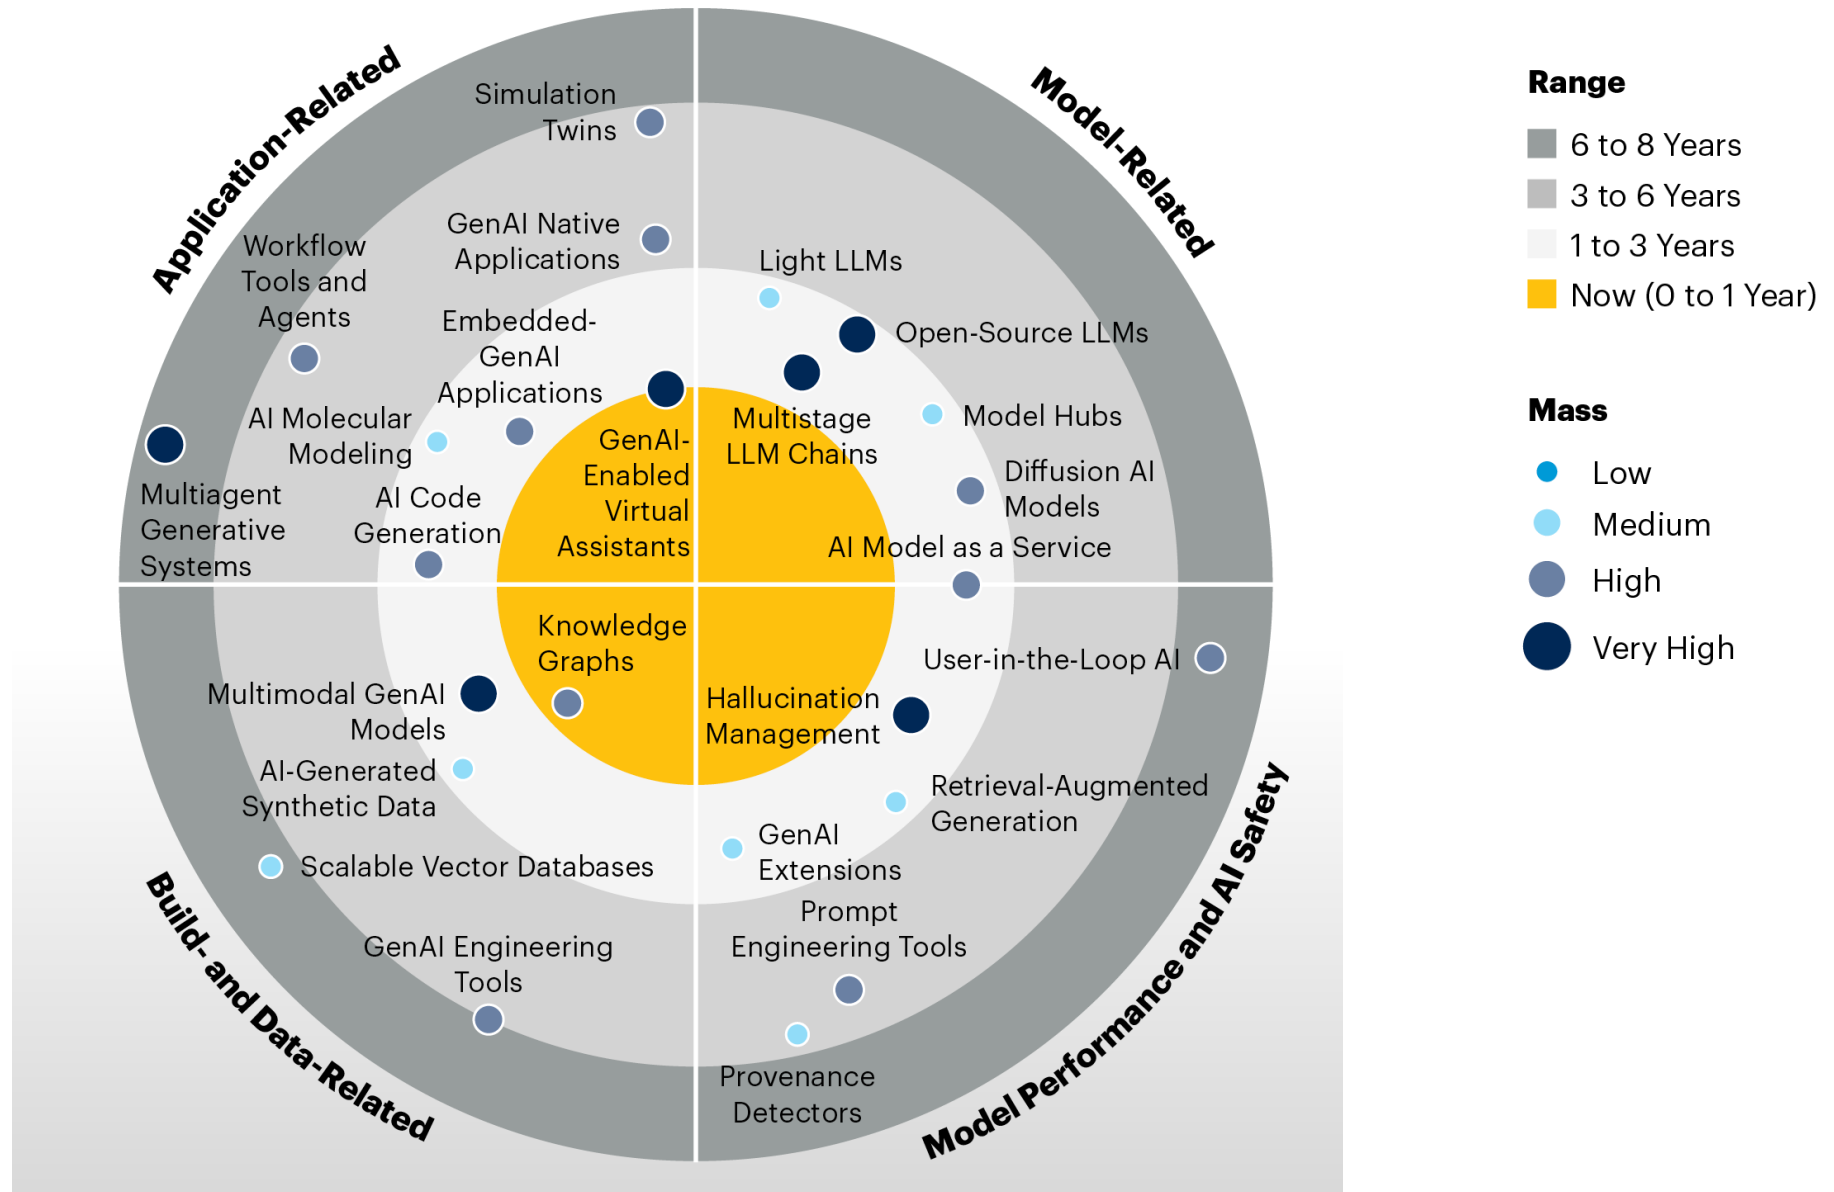 Application-Related
Simulation
Twins
GenAI Native
Applications
Workflow
Tools and
Agents
Embedded-
GenAI
Applications
AI Molecular
Modeling
GenAI-
Enabled
Virtual
Assistants
Multiagent
Generative
Systems
AI Code
Generation
Model-Related
Light LLMs
Open-Source LLMs
Multistage
LLM Chains
Model Hubs
Diffusion AI
Models
AI Model as a Service
Knowledge
Graphs
Multimodal GenAI
Models
AI-Generated
Synthetic Data
Scalable Vector Databases
GenAI Engineering
Tools
Build- and Data-Related
User-in-the-Loop AI
Hallucination
Management
Retrieval-Augmented
Generation
GenAI
Extensions
Prompt
Engineering Tools
Provenance
Detectors
Model Performance and AI Safety
Range
6 to 8 Years
3 to 6 Years
1 to 3 Years
Now (0 to 1 Year)
Mass
Low
Medium
High
Very High